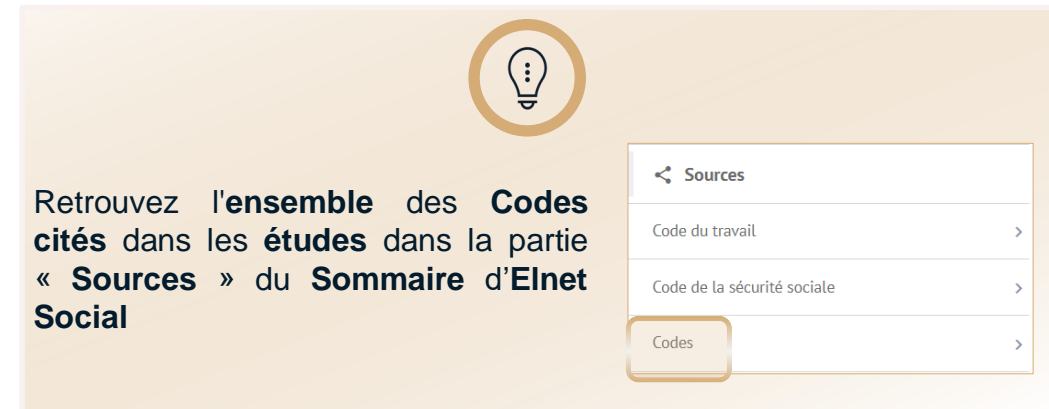 Retrouvez l'ensemble des Codes
cités dans les études dans la partie
« Sources » du Sommaire d’Elnet
Social
Sources
Code du travail
Code de la sécurité sociale
Codes